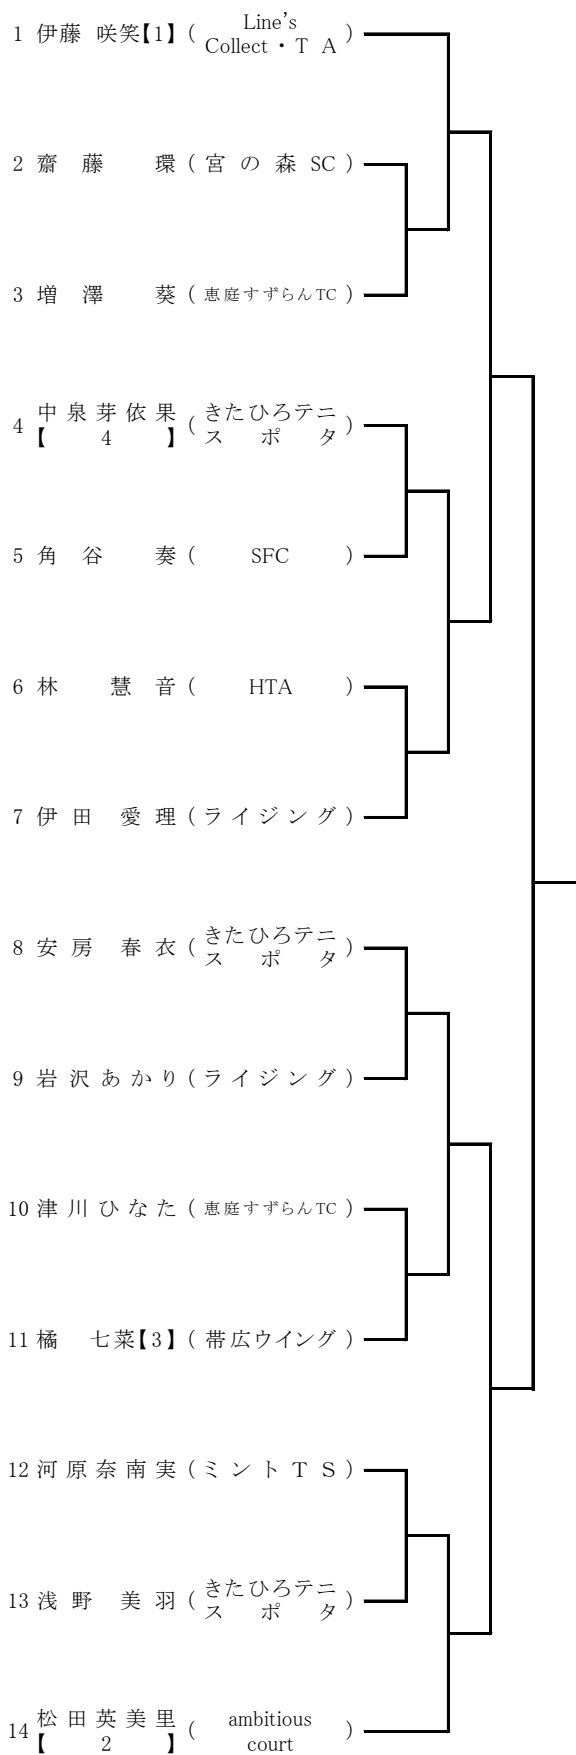 1 伊藤 咲笑【1】 ( Line's Collect・TA )
2 齋藤 環 ( 宮の森SC )
3 増澤 葵 ( 恵庭すずらんTC )
4 中泉芽依果【4】 ( きたひろテニスポタ )
5 角谷 奏 ( SFC )
6 林 慧音 ( HTA )
7 伊田 愛理 ( ライジング )
8 安房 春衣 ( きたひろテニスポタ )
9 岩沢あかり ( ライジング )
10 津川ひなた ( 恵庭すずらんTC )
11 橘 七菜【3】 ( 帯広ウイング )
12 河原奈南実 ( ミントTS )
13 浅野 美羽 ( きたひろテニスポタ )
14 松田英美里【2】 ( ambitious court )